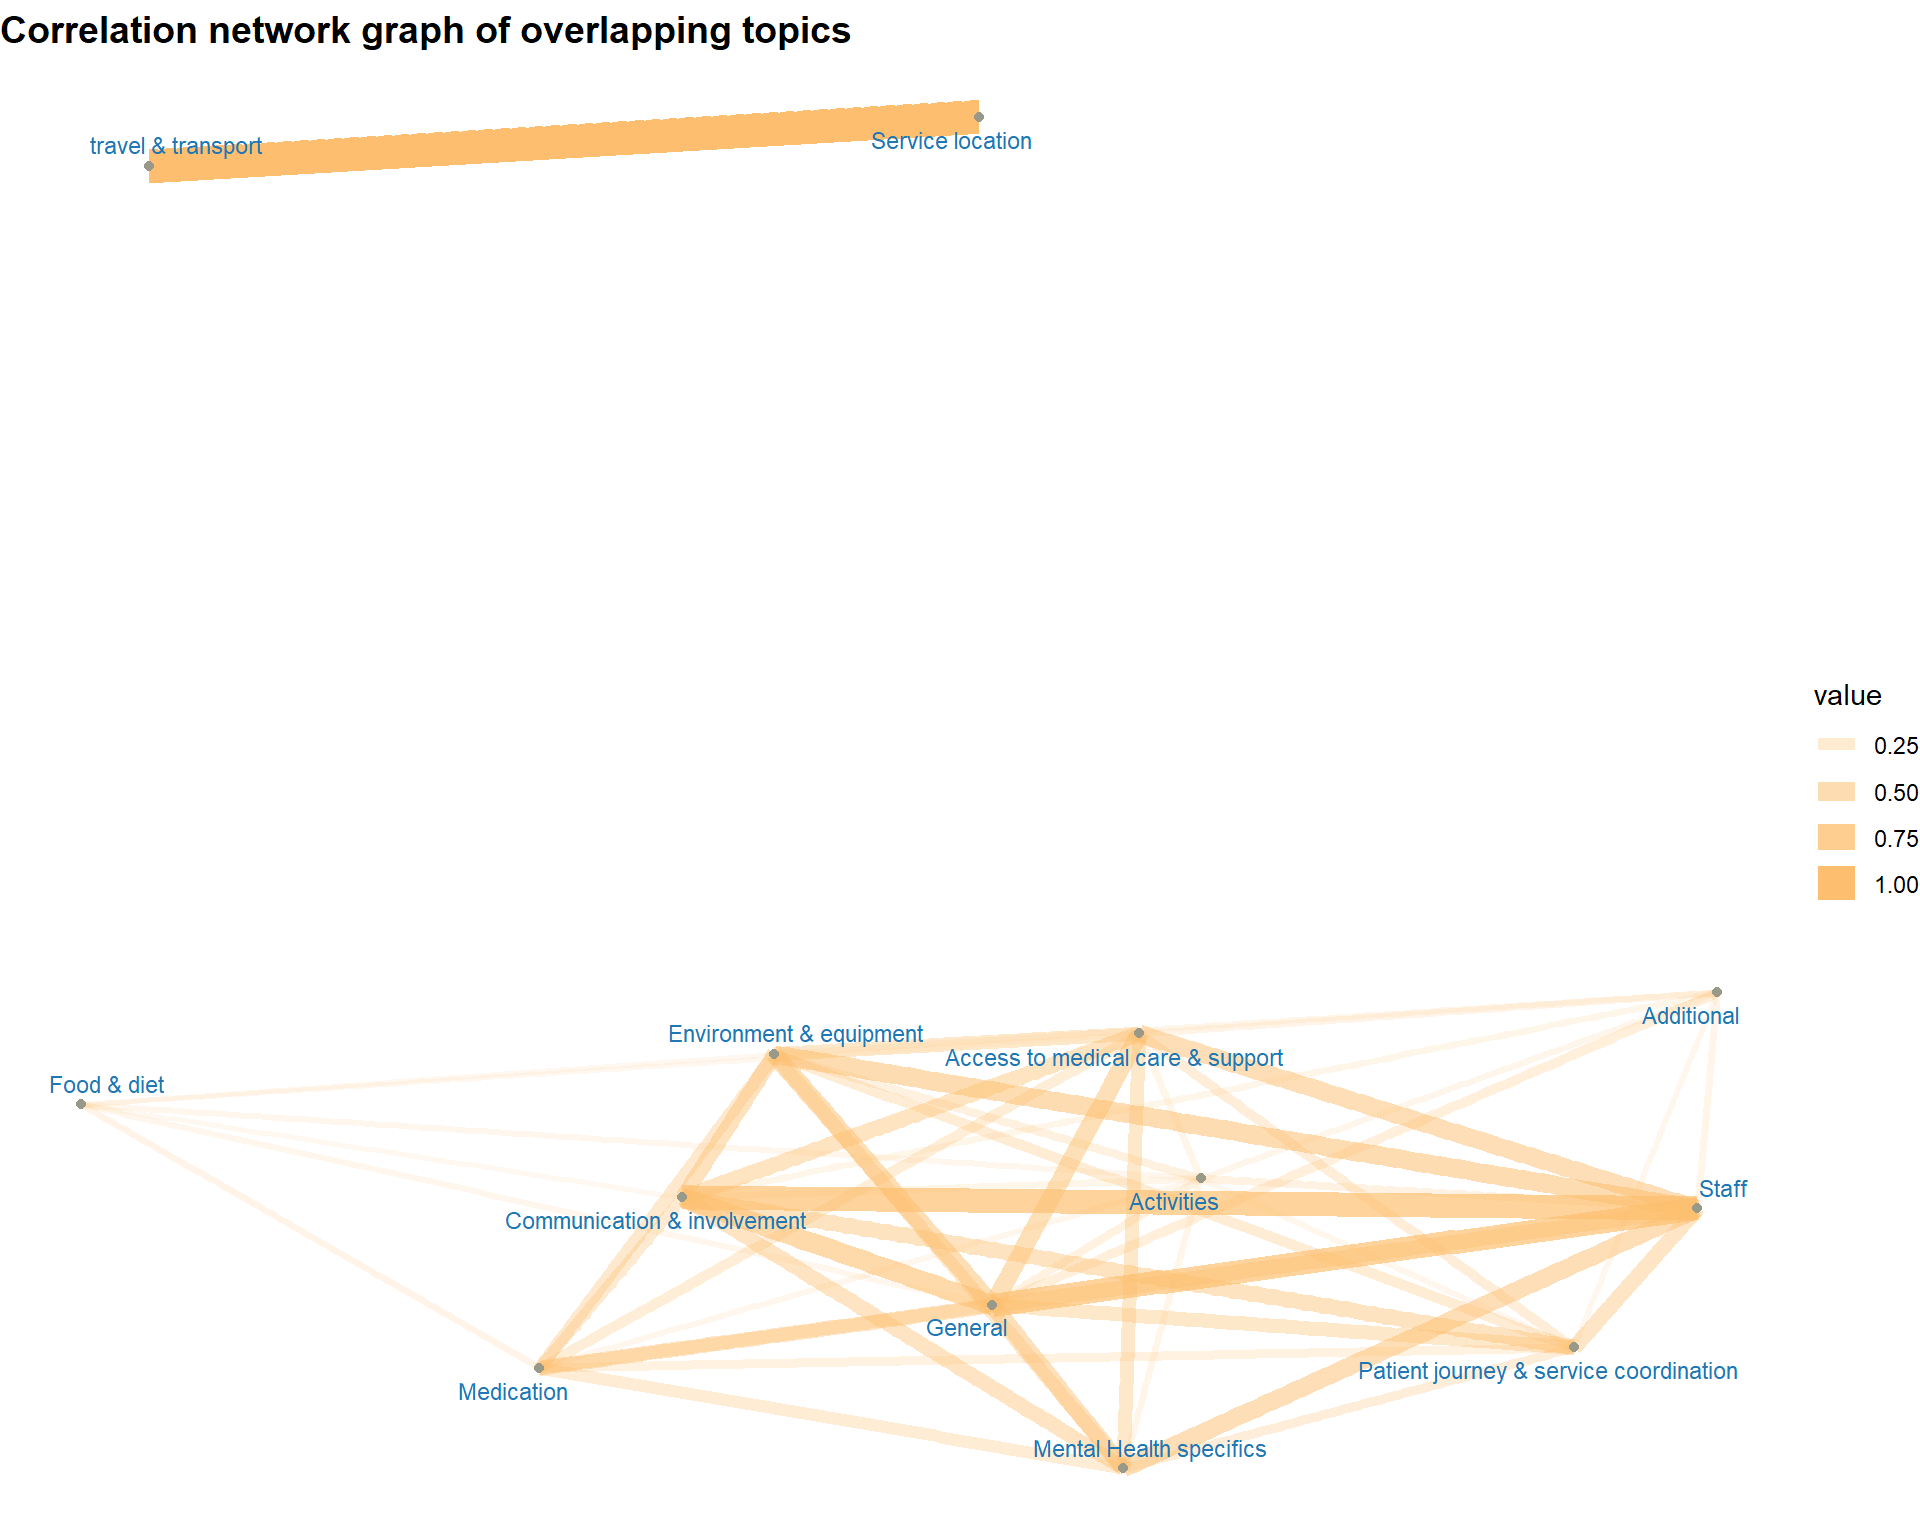 Correlation network graph of overlapping topics
travel & transport
Service location
value
0.25
0.50
0.75
1.00
Additional
Environment & equipment
Access to medical care & support
Food & diet
Staff
Activities
Communication & involvement
General
Patient journey & service coordination
Medication
Mental Health specifics